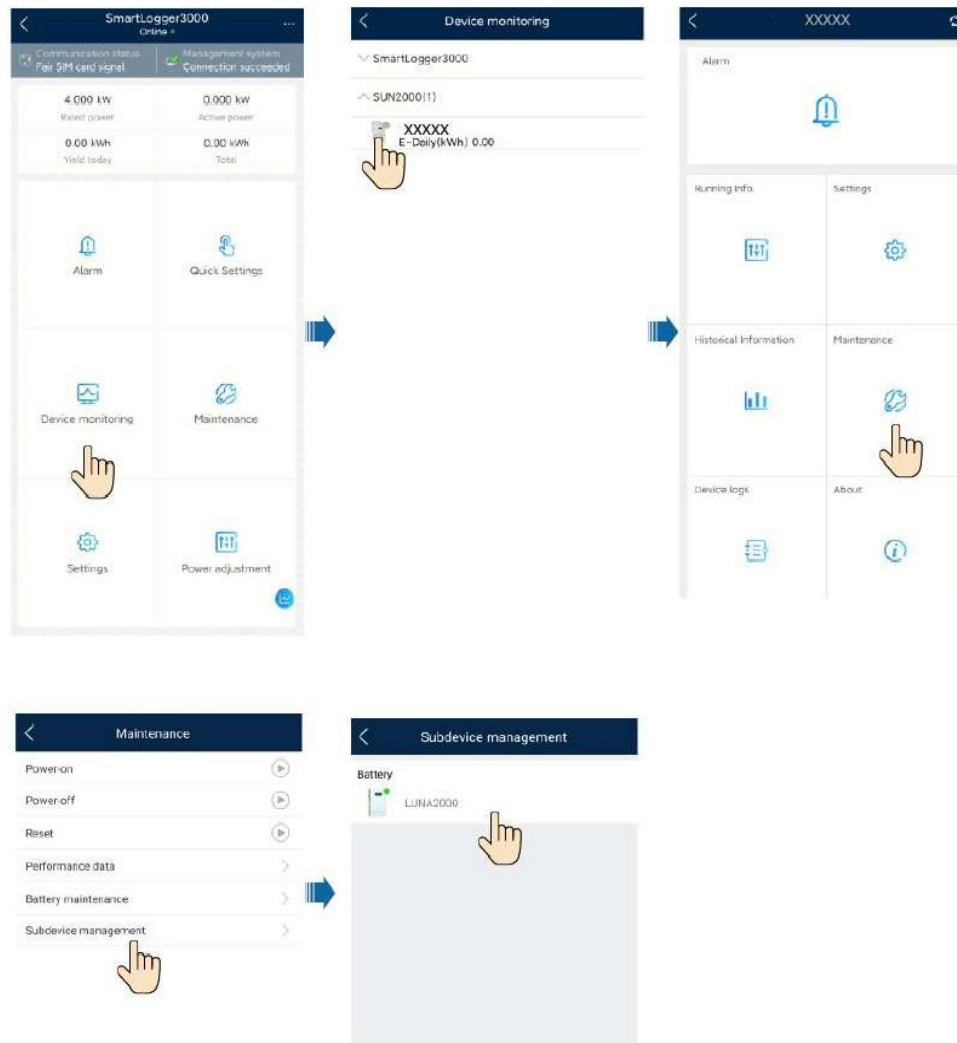 SmartLogger3000
...
Online
Communication status
Fair SIM card signal
Management system
Connection succeeded
4.000 kW
Rated power
0.000 kW
Active power
0.00 kWh
Yield today
0.00 kWh
Total
Alarm
Quick Settings
Device monitoring
Maintenance
Settings
Power adjustment
Device monitoring
SmartLogger3000
SUN2000(1)
XXXXX
E-Daily(kWh) 0.00
XXXXX
Alarm
Running Info.
Settings
Historical Information
Maintenance
Device logs
About
Maintenance
Power-on
Power-off
Reset
Performance data
Battery maintenance
Subdevice management
Subdevice management
Battery
LUNA2000